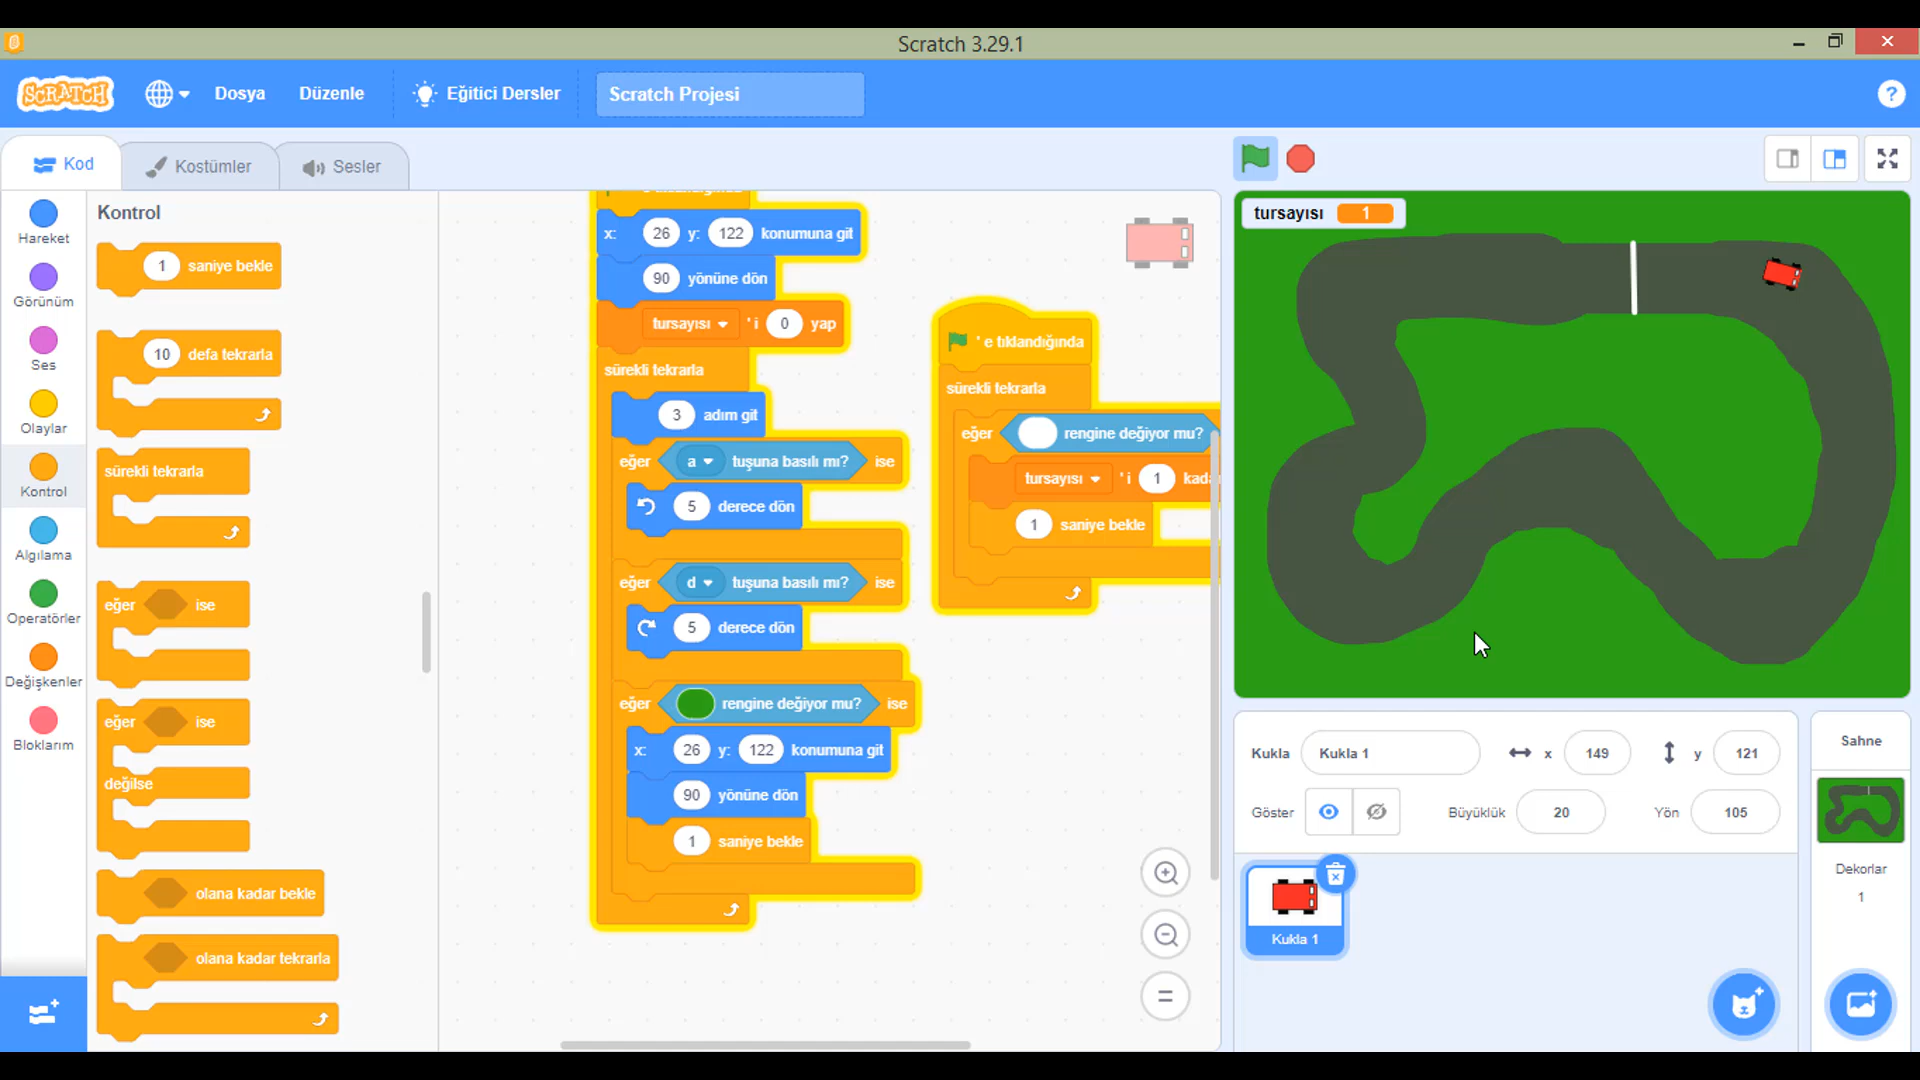 Scratch 3.29.1
SCRATCH
Dosya
Düzenle
Eğitici Dersler
Scratch Projesi
?
Kod
Kostümler
Sesler
Hareket
Görünüm
Ses
Olaylar
Kontrol
Algılama
Operatörler
Değişkenler
Bloklarım
Kontrol
1 saniye bekle
10 defa tekrarla
sürekli tekrarla
eğer ise
eğer ise
değilse
olana kadar bekle
olana kadar tekrarla
x: 26 y: 122 konumuna git
90 yönüne dön
tursayısı ' i 0 yap
sürekli tekrarla
3 adım git
eğer a tuşuna basılı mı? ise
5 derece dön
eğer d tuşuna basılı mı? ise
5 derece dön
eğer rengine değiyor mu? ise
x: 26 y: 122 konumuna git
90 yönüne dön
1 saniye bekle
' e tıklandığında
sürekli tekrarla
eğer rengine değiyor mu?
tursayısı ' i 1
1 saniye bekle
tursayısı 1
Kukla Kukla 1 x 149 y 121
Göster Büyüklük 20 Yön 105
Kukla 1
Sahne
Dekorlar
1